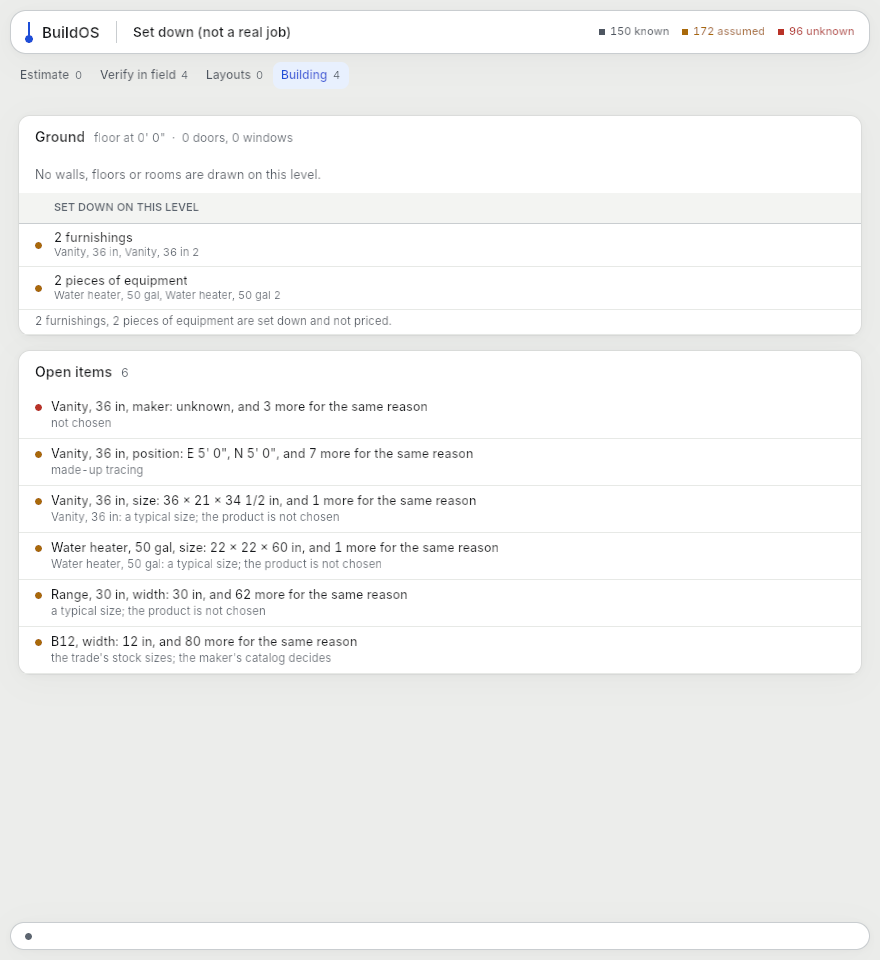 BuildOS
Set down (not a real job)
150 known
172 assumed
96 unknown
Estimate 0
Verify in field 4
Layouts 0
Building 4
Ground floor at 0' 0" · 0 doors, 0 windows
No walls, floors or rooms are drawn on this level.
SET DOWN ON THIS LEVEL
2 furnishings
Vanity, 36 in, Vanity, 36 in 2
2 pieces of equipment
Water heater, 50 gal, Water heater, 50 gal 2
2 furnishings, 2 pieces of equipment are set down and not priced.
Open items 6
Vanity, 36 in, maker: unknown, and 3 more for the same reason
not chosen
Vanity, 36 in, position: E 5' 0", N 5' 0", and 7 more for the same reason
made-up tracing
Vanity, 36 in, size: 36 × 21 × 34 1/2 in, and 1 more for the same reason
Vanity, 36 in: a typical size; the product is not chosen
Water heater, 50 gal, size: 22 × 22 × 60 in, and 1 more for the same reason
Water heater, 50 gal: a typical size; the product is not chosen
Range, 30 in, width: 30 in, and 62 more for the same reason
a typical size; the product is not chosen
B12, width: 12 in, and 80 more for the same reason
the trade's stock sizes; the maker's catalog decides